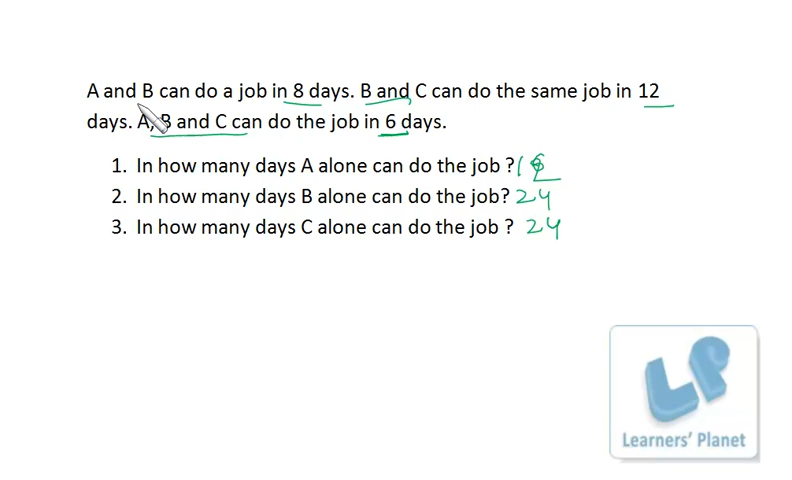 A and B can do a job in 8 days. B and C can do the same job in 12
days. A, B and C can do the job in 6 days.
1. In how many days A alone can do the job ?
2. In how many days B alone can do the job? 24
3. In how many days C alone can do the job ? 24
LP
Learners' Planet